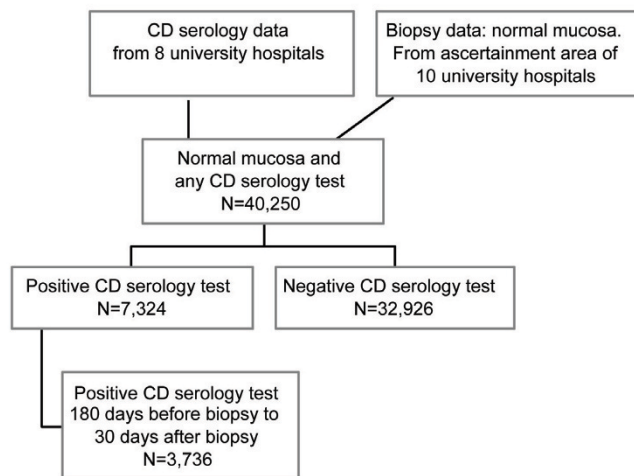 CD serology data
from 8 university hospitals
Biopsy data: normal mucosa.
From ascertainment area of
10 university hospitals
Normal mucosa and
any CD serology test
N=40,250
Positive CD serology test
N=7,324
Negative CD serology test
N=32,926
Positive CD serology test
180 days before biopsy to
30 days after biopsy
N=3,736